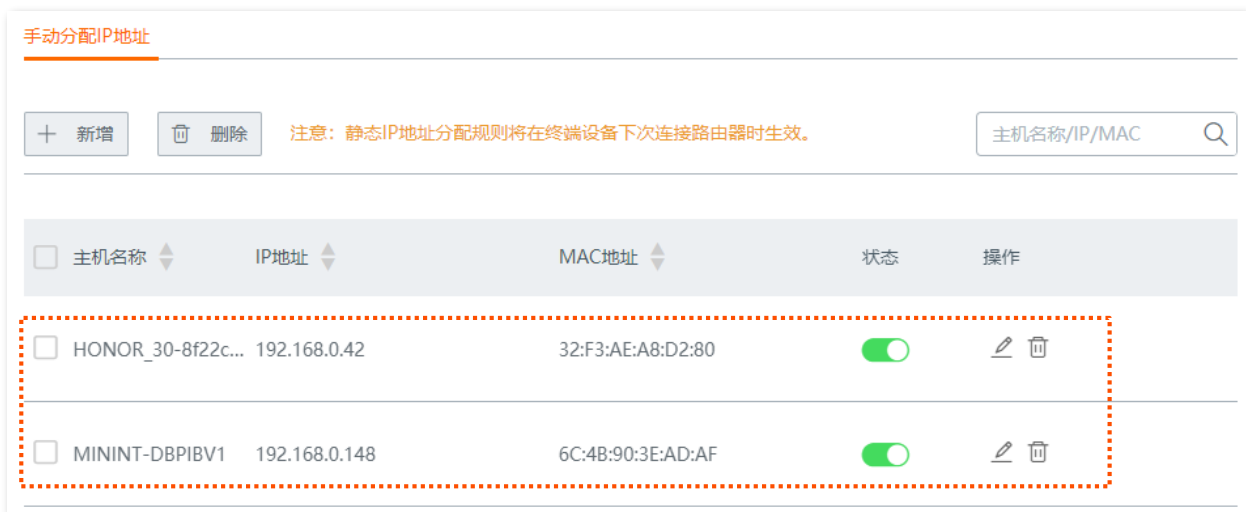 手动分配IP地址
新增 删除 注意：静态IP地址分配规则将在终端设备下次连接路由器时生效。 主机名称/IP/MAC
主机名称 IP地址 MAC地址 状态 操作
HONOR_30-8f22c... 192.168.0.42 32:F3:AE:A8:D2:80
MININT-DBPIBV1 192.168.0.148 6C:4B:90:3E:AD:AF